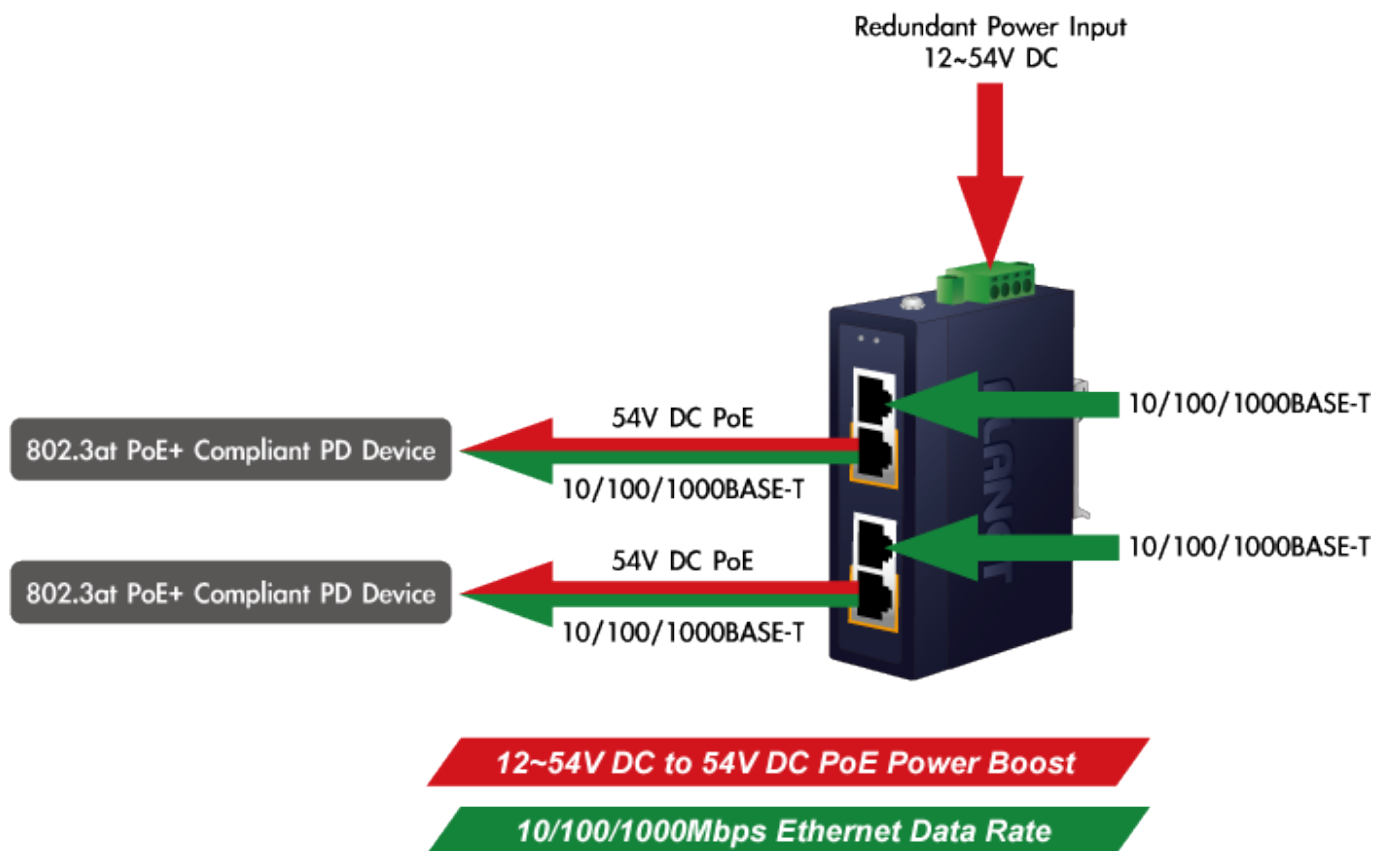 Redundant Power Input
12~54V DC
10/100/1000BASE-T
54V DC PoE
802.3at PoE+ Compliant PD Device
10/100/1000BASE-T
PLANET
10/100/1000BASE-T
54V DC PoE
802.3at PoE+ Compliant PD Device
10/100/1000BASE-T
12~54V DC to 54V DC PoE Power Boost
10/100/1000Mbps Ethernet Data Rate